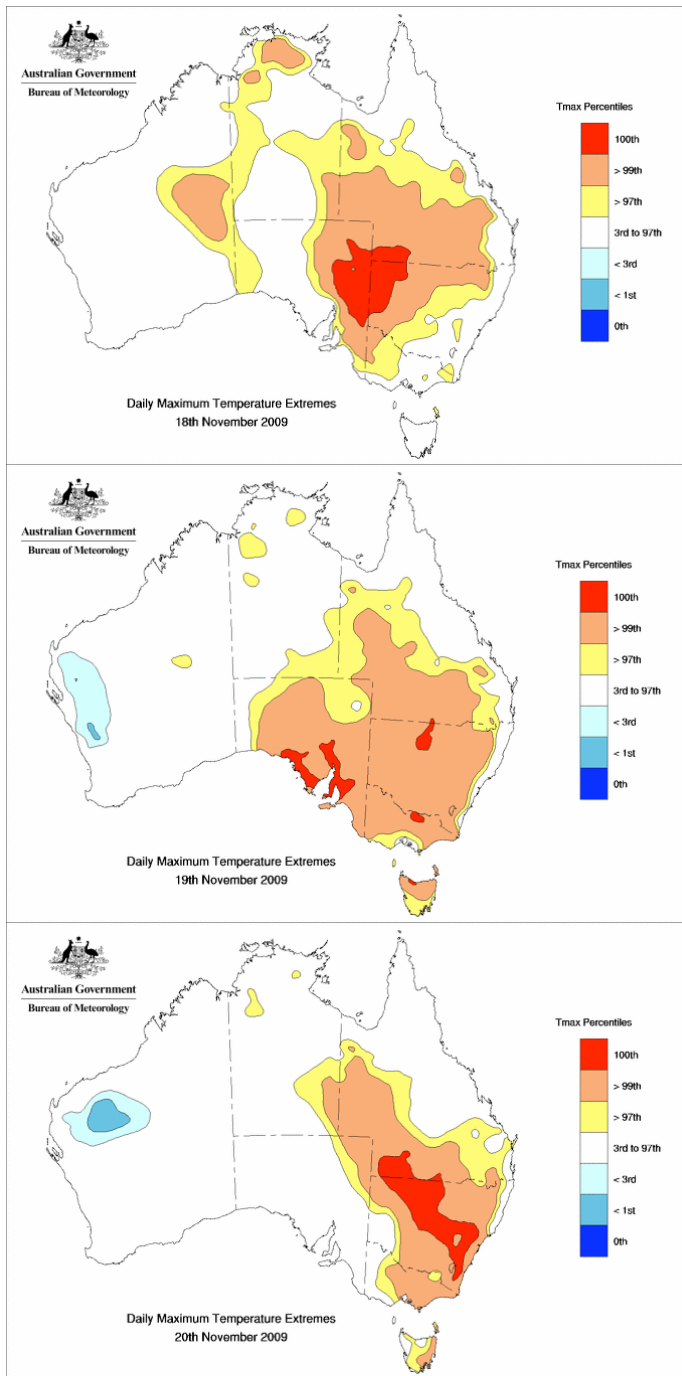 Australian Government
Bureau of Meteorology
Tmax Percentiles
100th
> 99th
> 97th
3rd to 97th
< 3rd
< 1st
0th
Daily Maximum Temperature Extremes
18th November 2009
Australian Government
Bureau of Meteorology
Tmax Percentiles
100th
> 99th
> 97th
3rd to 97th
< 3rd
< 1st
0th
Daily Maximum Temperature Extremes
19th November 2009
Australian Government
Bureau of Meteorology
Tmax Percentiles
100th
> 99th
> 97th
3rd to 97th
< 3rd
< 1st
0th
Daily Maximum Temperature Extremes
20th November 2009